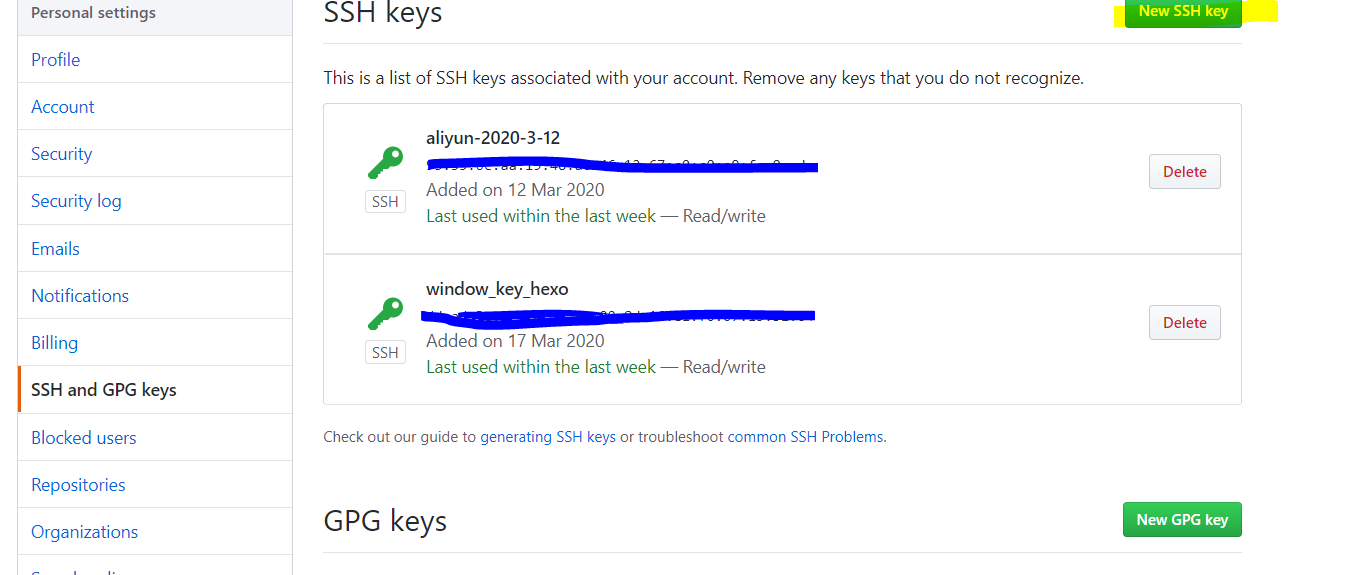 Personal settings
Profile
Account
Security
Security log
Emails
Notifications
Billing
SSH and GPG keys
Blocked users
Repositories
Organizations
SSH keys
New SSH key
This is a list of SSH keys associated with your account. Remove any keys that you do not recognize.
aliyun-2020-3-12
SSH
Added on 12 Mar 2020
Last used within the last week — Read/write
Delete
window_key_hexo
SSH
Added on 17 Mar 2020
Last used within the last week — Read/write
Delete
Check out our guide to generating SSH keys or troubleshoot common SSH Problems.
GPG keys
New GPG key